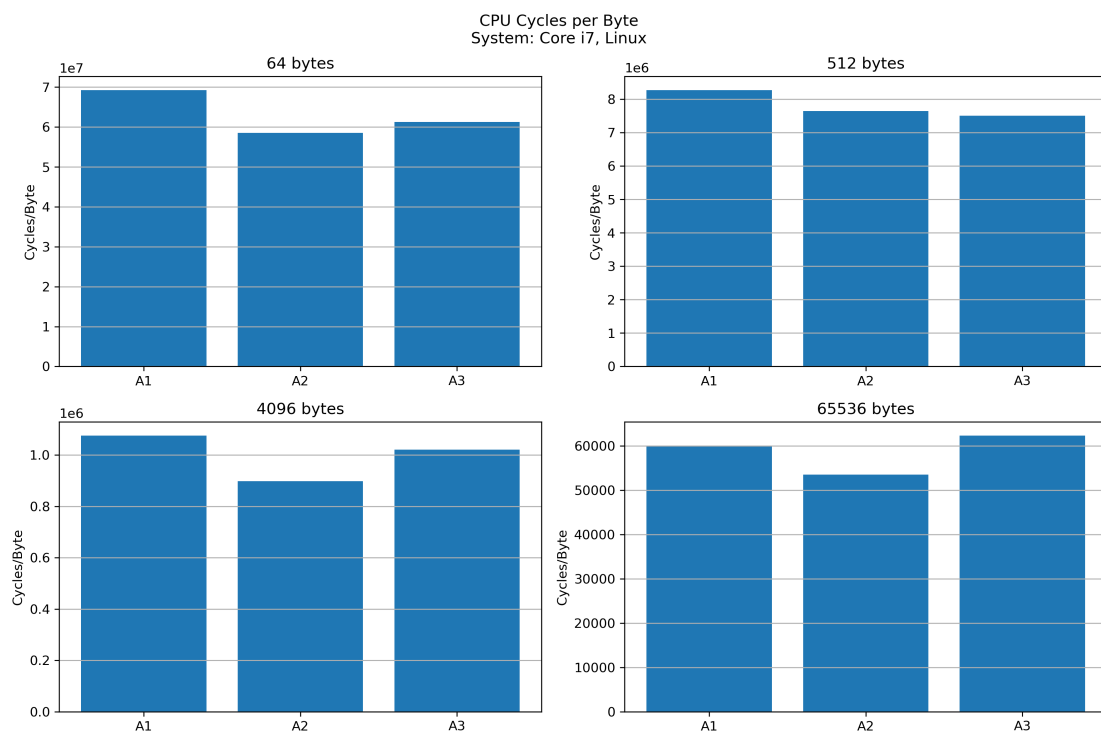 CPU Cycles per Byte
System: Core i7, Linux
64 bytes
1e7
Cycles/Byte
7
6
5
4
3
2
1
0
A1 A2 A3
512 bytes
1e6
Cycles/Byte
8
7
6
5
4
3
2
1
0
A1 A2 A3
4096 bytes
1e6
Cycles/Byte
1.0
0.8
0.6
0.4
0.2
0.0
A1 A2 A3
65536 bytes
Cycles/Byte
60000
50000
40000
30000
20000
10000
0
A1 A2 A3